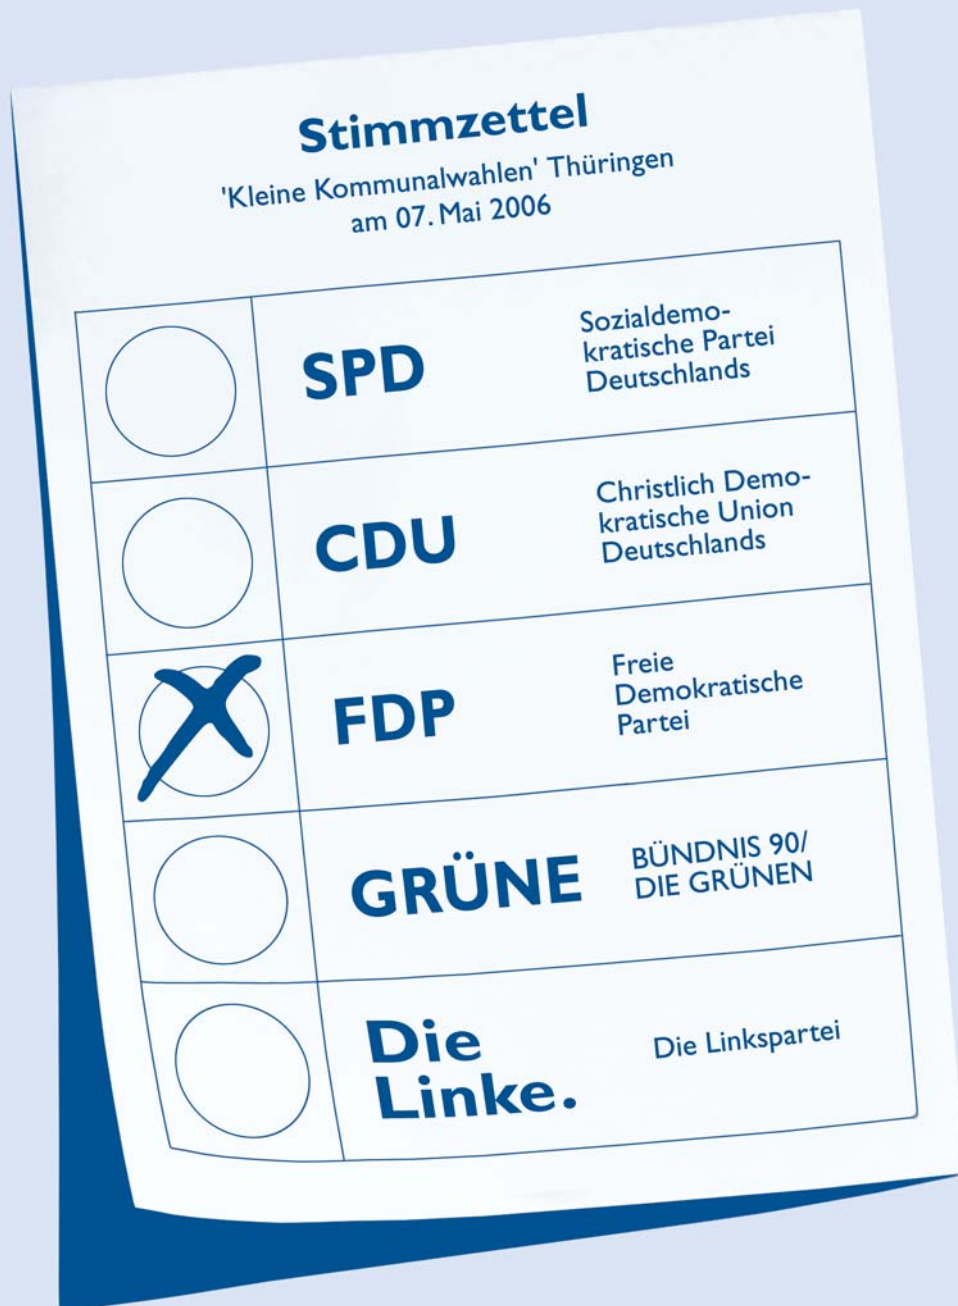 Stimmzettel
'Kleine Kommunalwahlen' Thüringen
am 07. Mai 2006
SPD
Sozialdemo-
kratische Partei
Deutschlands
CDU
Christlich Demo-
kratische Union
Deutschlands
FDP
Freie
Demokratische
Partei
GRÜNE
BÜNDNIS 90/
DIE GRÜNEN
Die
Linke.
Die Linkspartei